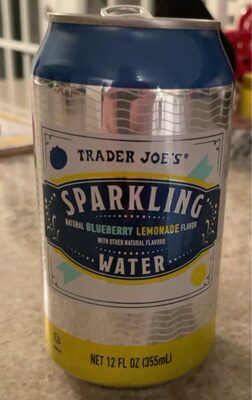 TRADER JOE'S®
SPARKLING
NATURAL BLUEBERRY LEMONADE FLAVOR
WITH OTHER NATURAL FLAVORS
WATER
NET 12 FL OZ (355mL)